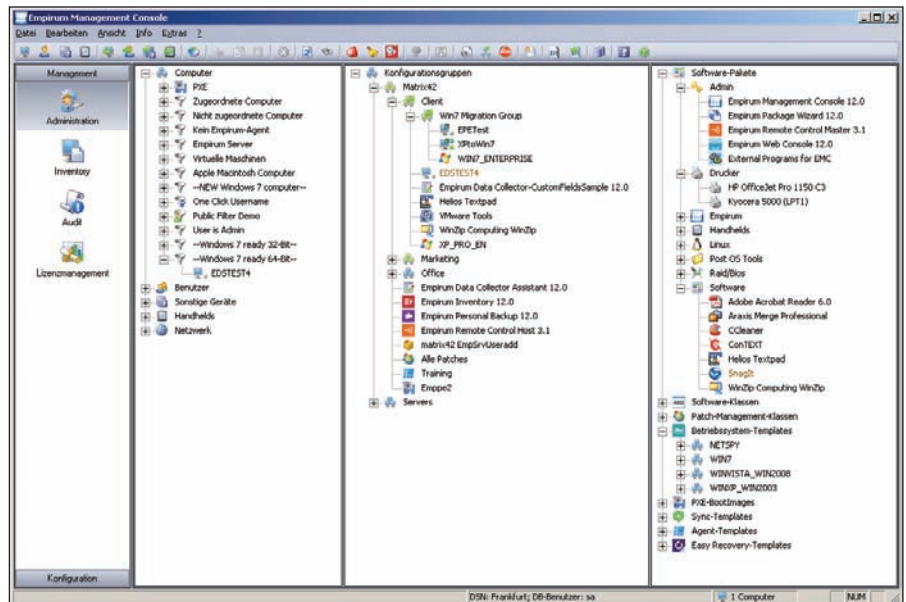 Empirum Management Console
Datei Bearbeiten Ansicht Info Extras ?
Management
Administration
Inventory
Audit
Lizenzmanagement
Konfiguration
Computer
PXE
Zugeordnete Computer
Nicht zugeordnete Computer
Kein Empirum-Agent
Empirum Server
Virtuelle Maschinen
Apple Macintosh Computer
--NEW Windows 7 computer--
One Click Username
Public Filter Demo
User is Admin
--Windows 7 ready 32-Bit--
--Windows 7 ready 64-Bit--
EDSTEST4
Benutzer
Sonstige Geräte
Handhelds
Netzwerk
Konfigurationsgruppen
Matrix42
Client
Win7 Migration Group
EPETest
XPtoWin7
WIN7_ENTERPRISE
EDSTEST4
Empirum Data Collector-CustomFieldsSample 12.0
Helios Textpad
VMware Tools
WinZip Computing WinZip
XP_PRO_EN
Marketing
Office
Empirum Data Collector Assistant 12.0
Empirum Inventory 12.0
Empirum Personal Backup 12.0
Empirum Remote Control Host 3.1
matrix42 EmpSrvUseradd
Alle Patches
Training
Emppe2
Servers
Software-Pakete
Admin
Empirum Management Console 12.0
Empirum Package Wizard 12.0
Empirum Remote Control Master 3.1
Empirum Web Console 12.0
External Programs for EMC
Drucker
HP OfficeJet Pro 1150 C3
Kyocera 5000 (LPT1)
Empirum
Handhelds
Linux
Post OS Tools
Raid/Bios
Software
Adobe Acrobat Reader 6.0
Araxis Merge Professional
CCleaner
ConTEXT
Helios Textpad
SnagIt
WinZip Computing WinZip
Software-Klassen
Patch-Management-Klassen
Betriebssystem-Templates
NETSPY
WIN7
WINVISTA_WIN2008
WINXP_WIN2003
PXE-BootImages
Sync-Templates
Agent-Templates
Easy Recovery-Templates
DSN: Frankfurt; DB-Benutzer: sa
1 Computer
NUM